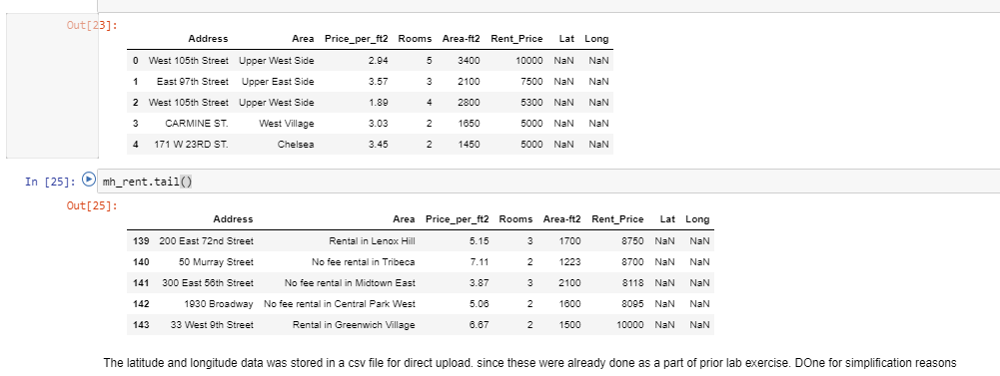 Out[23]:
Address Area Price_per_ft2 Rooms Area-ft2 Rent_Price Lat Long
0 West 105th Street Upper West Side 2.94 5 3400 10000 NaN NaN
1 East 97th Street Upper East Side 3.57 3 2100 7500 NaN NaN
2 West 105th Street Upper West Side 1.89 4 2800 5300 NaN NaN
3 CARMINE ST. West Village 3.03 2 1650 5000 NaN NaN
4 171 W 23RD ST. Chelsea 3.45 2 1450 5000 NaN NaN
In [25]: mh_rent.tail()
Out[25]:
Address Area Price_per_ft2 Rooms Area-ft2 Rent_Price Lat Long
139 200 East 72nd Street Rental in Lenox Hill 5.15 3 1700 8750 NaN NaN
140 50 Murray Street No fee rental in Tribeca 7.11 2 1223 8700 NaN NaN
141 300 East 56th Street No fee rental in Midtown East 3.87 3 2100 8118 NaN NaN
142 1930 Broadway No fee rental in Central Park West 5.06 2 1600 8095 NaN NaN
143 33 West 9th Street Rental in Greenwich Village 6.67 2 1500 10000 NaN NaN
The latitude and longitude data was stored in a csv file for direct upload. since these were already done as a part of prior lab exercise. DOne for simplification reasons